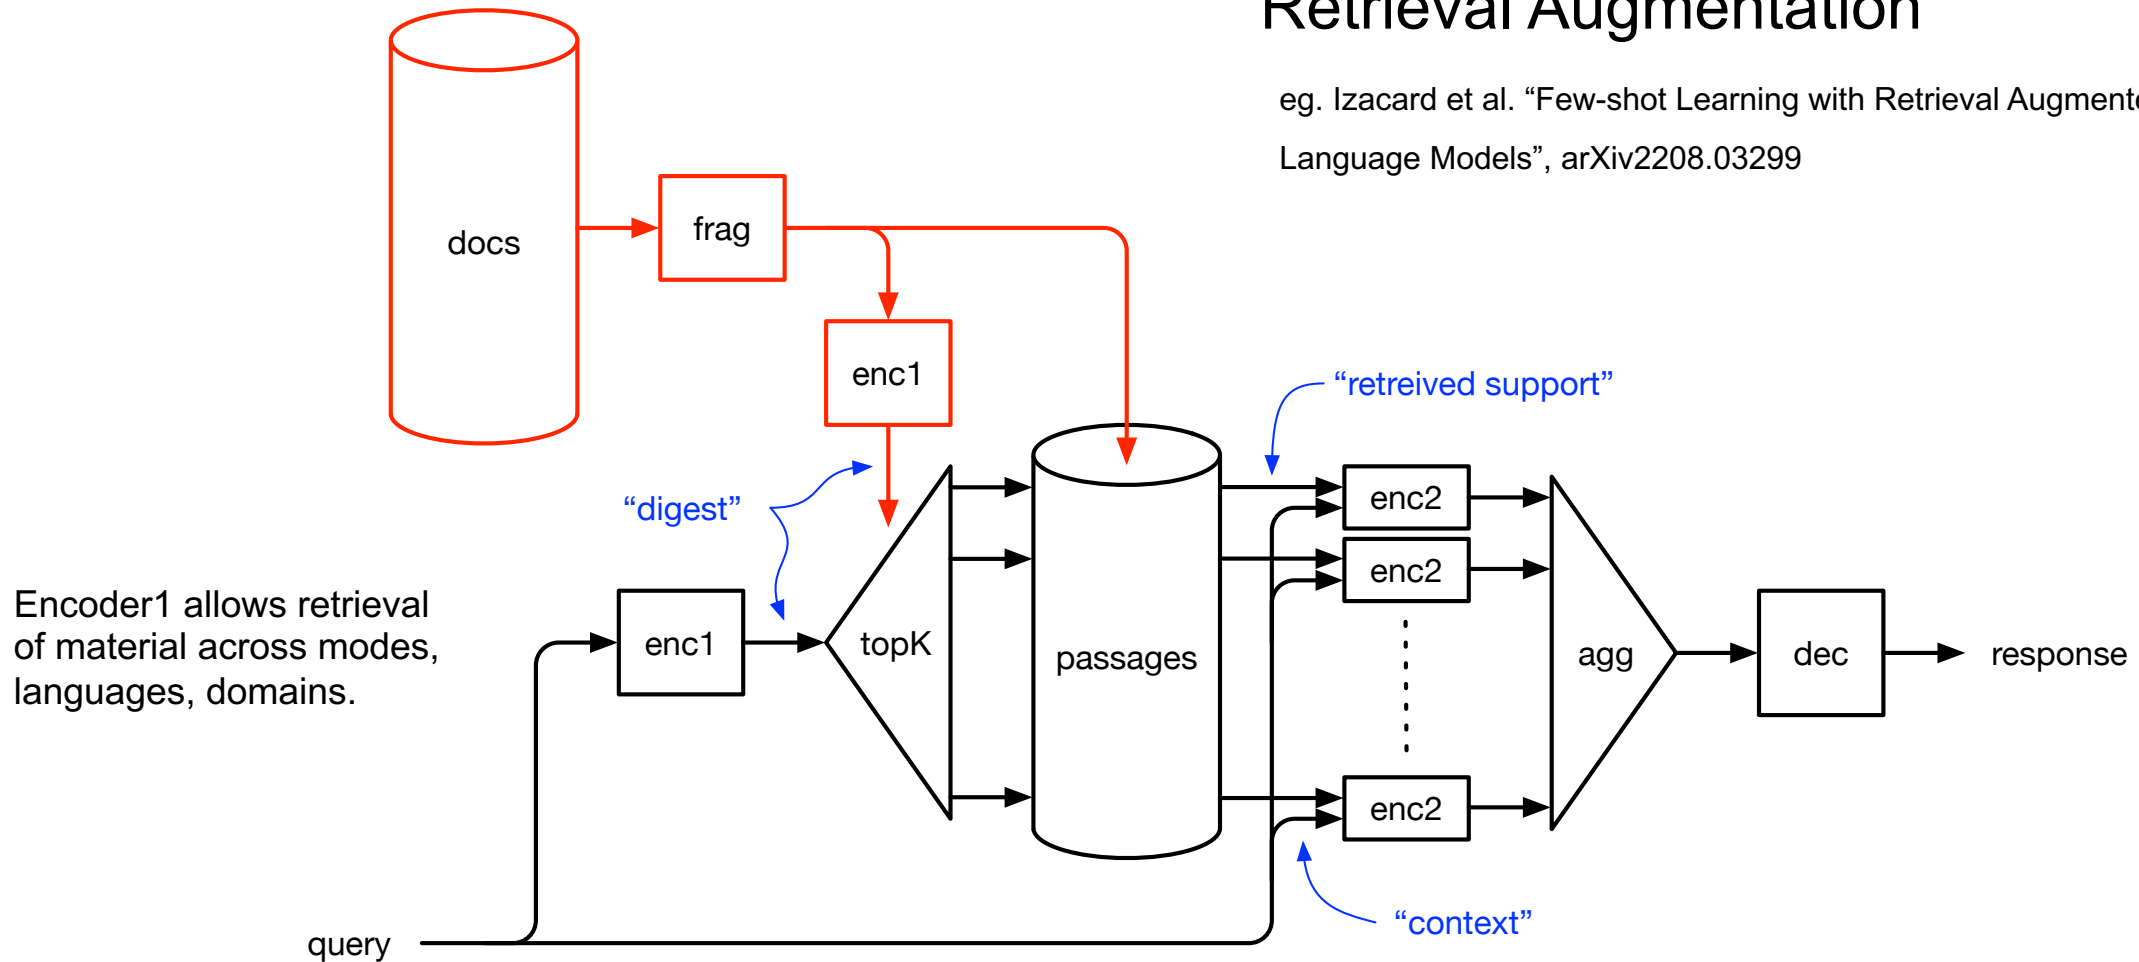 Retrieval Augmentation
eg. Izacard et al. “Few-shot Learning with Retrieval Augmente
Language Models”, arXiv2208.03299
docs
frag
enc1
“retreived support”
“digest”
enc2
enc2
Encoder1 allows retrieval
of material across modes,
languages, domains.
enc1
topK
passages
agg
dec
response
enc2
“context”
query